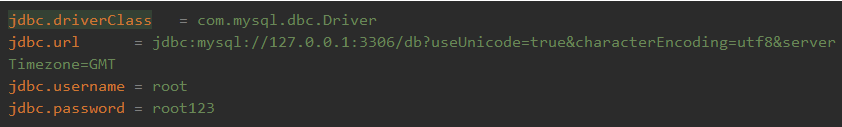 jdbc.driverClass   = com.mysql.dbc.Driver
jdbc.url      = jdbc:mysql://127.0.0.1:3306/db?useUnicode=true&characterEncoding=utf8&server
Timezone=GMT
jdbc.username = root
jdbc.password = root123